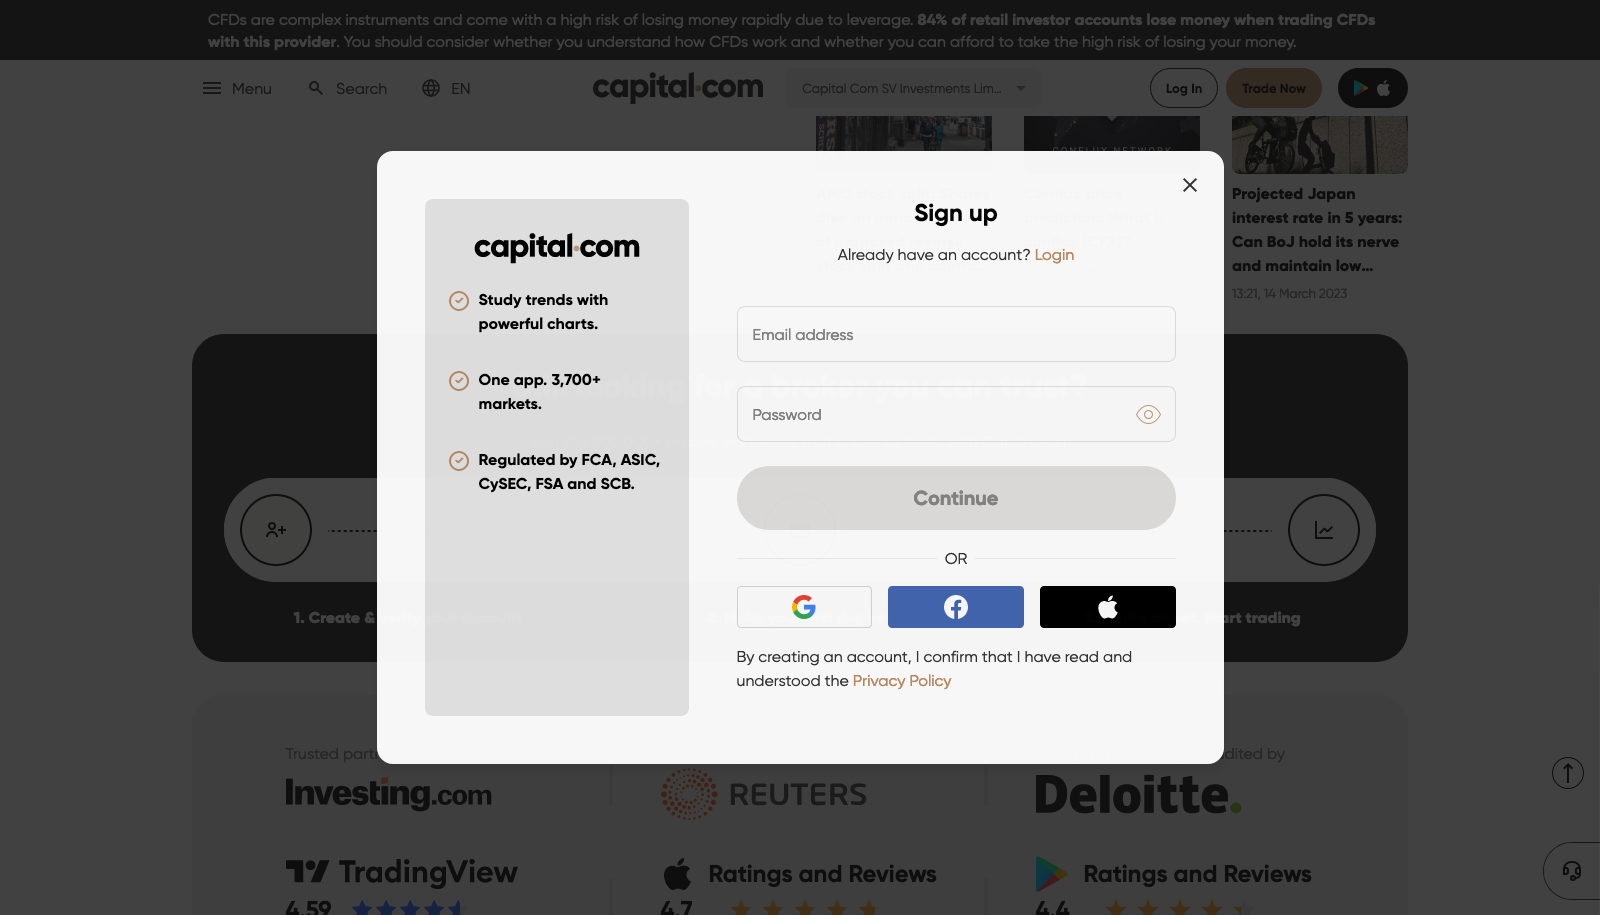 CFDs are complex instruments and come with a high risk of losing money rapidly due to leverage. 84% of retail investor accounts lose money when trading CFDs
with this provider. You should consider whether you understand how CFDs work and whether you can afford to take the high risk of losing your money.
Menu
Search
EN
capital.com
Capital Com SV Investments Lim...
Log In
Trade Now
CONFLUX NETWORK
Projected Japan
interest rate in 5 years:
Can BoJ hold its nerve
and maintain low...
13:21, 14 March 2023
capital.com
Study trends with
powerful charts.
One app. 3,700+
markets.
Regulated by FCA, ASIC,
CySEC, FSA and SCB.
Sign up
Already have an account? Login
Email address
Password
Continue
OR
By creating an account, I confirm that I have read and
understood the Privacy Policy
looking for a broker you can trust?
1. Create &
trading
Trusted
by
Investing.com
REUTERS
Deloitte.
TradingView
Ratings and Reviews
Ratings and Reviews
4.59
4.7
4.4